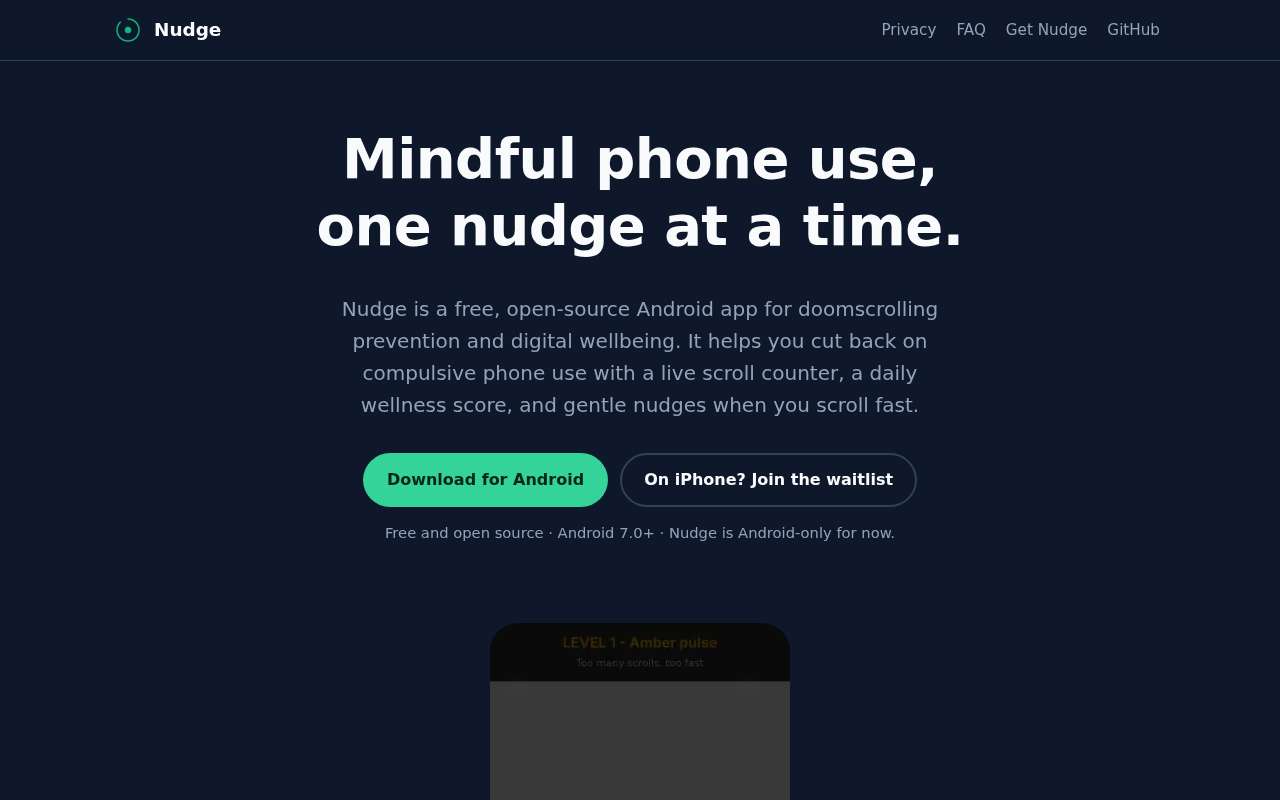 Nudge
Privacy
FAQ
Get Nudge
GitHub
Mindful phone use,
one nudge at a time.
Nudge is a free, open-source Android app for doomscrolling
prevention and digital wellbeing. It helps you cut back on
compulsive phone use with a live scroll counter, a daily
wellness score, and gentle nudges when you scroll fast.
Download for Android
On iPhone? Join the waitlist
Free and open source · Android 7.0+ · Nudge is Android-only for now.
LEVEL 1 - Amber pulse
Too many scrolls, too fast